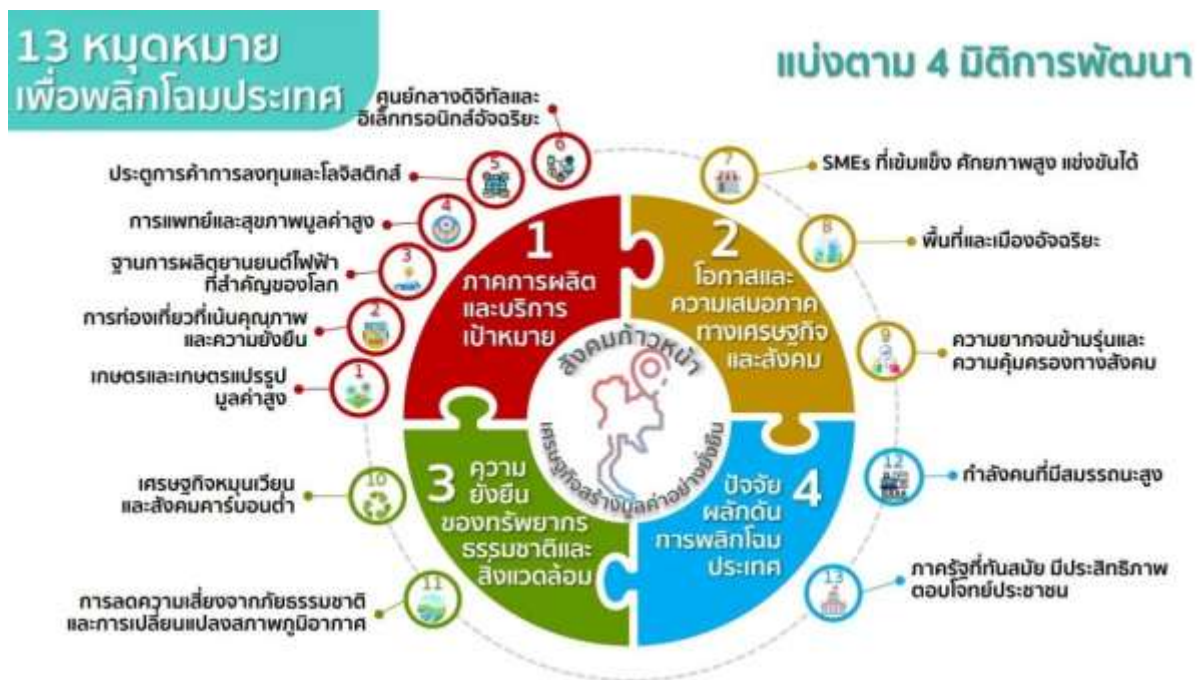 13 หมุดหมาย
เพื่อพลิกโฉมประเทศ
แบ่งตาม 4 มิติการพัฒนา
ศูนย์กลางดิจิทัลและ
อิเล็กทรอนิกส์อัจฉริยะ
6
ประตูการค้าการลงทุนและโลจิสติกส์
5
การแพทย์และสุขภาพมูลค่าสูง
4
ฐานการผลิตยานยนต์ไฟฟ้า
ที่สำคัญของโลก
3
การท่องเที่ยวที่เน้นคุณภาพ
และความยั่งยืน
2
เกษตรและเกษตรแปรรูป
มูลค่าสูง
1
1
ภาคการผลิต
และบริการ
เป้าหมาย
2
โอกาสและ
ความเสมอภาค
ทางเศรษฐกิจ
และสังคม
7
SMEs ที่เข้มแข็ง ศักยภาพสูง แข่งขันได้
8
พื้นที่และเมืองอัจฉริยะ
9
ความยากจนข้ามรุ่นและ
ความคุ้มครองทางสังคม
สังคมก้าวหน้า
เศรษฐกิจสร้างมูลค่าอย่างยั่งยืน
3 ความ
ยั่งยืน
ของทรัพยากร
ธรรมชาติและ
สิ่งแวดล้อม
เศรษฐกิจหมุนเวียน
และสังคมคาร์บอนต่ำ
10
การลดความเสี่ยงจากภัยธรรมชาติ
และการเปลี่ยนแปลงสภาพภูมิอากาศ
11
ปัจจัย 4
ผลักดัน
การพลิกโฉม
ประเทศ
12
กำลังคนที่มีสมรรถนะสูง
13
ภาครัฐที่ทันสมัย มีประสิทธิภาพ
ตอบโจทย์ประชาชน